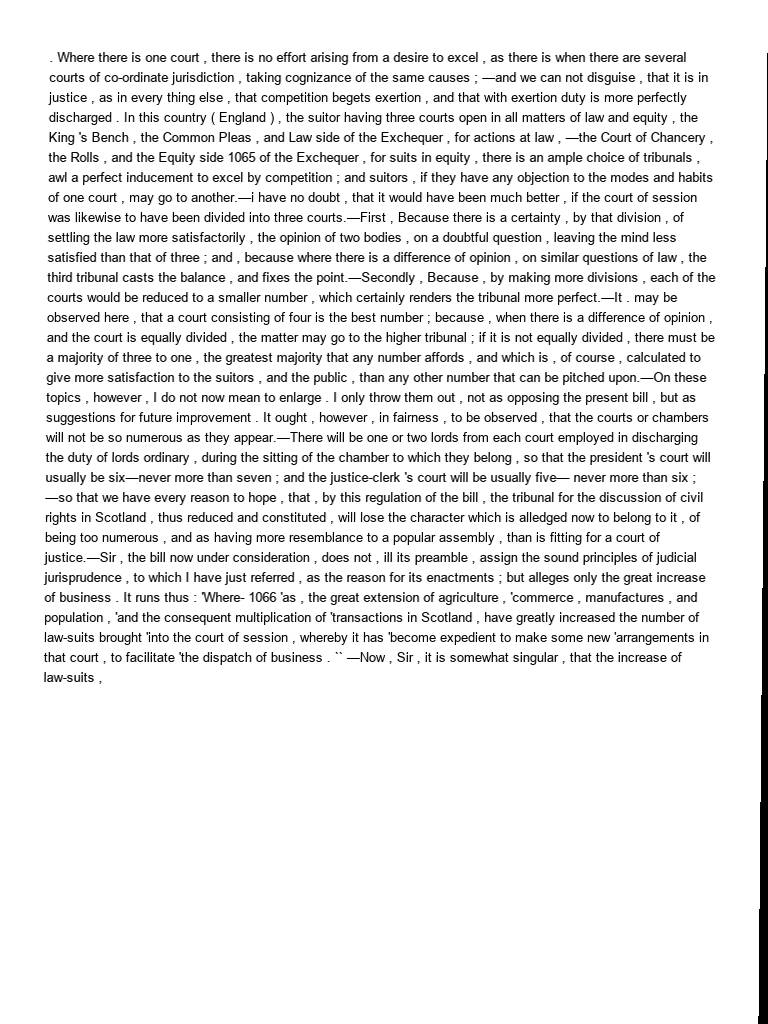 . Where there is one court , there is no effort arising from a desire to excel , as there is when there are several
courts of co-ordinate jurisdiction , taking cognizance of the same causes ; —and we can not disguise , that it is in
justice , as in every thing else , that competition begets exertion , and that with exertion duty is more perfectly
discharged . In this country ( England ) , the suitor having three courts open in all matters of law and equity , the
King 's Bench , the Common Pleas , and Law side of the Exchequer , for actions at law , —the Court of Chancery ,
the Rolls , and the Equity side 1065 of the Exchequer , for suits in equity , there is an ample choice of tribunals ,
awl a perfect inducement to excel by competition ; and suitors , if they have any objection to the modes and habits
of one court , may go to another.—i have no doubt , that it would have been much better , if the court of session
was likewise to have been divided into three courts.—First , Because there is a certainty , by that division , of
settling the law more satisfactorily , the opinion of two bodies , on a doubtful question , leaving the mind less
satisfied than that of three ; and , because where there is a difference of opinion , on similar questions of law , the
third tribunal casts the balance , and fixes the point.—Secondly , Because , by making more divisions , each of the
courts would be reduced to a smaller number , which certainly renders the tribunal more perfect.—It . may be
observed here , that a court consisting of four is the best number ; because , when there is a difference of opinion ,
and the court is equally divided , the matter may go to the higher tribunal ; if it is not equally divided , there must be
a majority of three to one , the greatest majority that any number affords , and which is , of course , calculated to
give more satisfaction to the suitors , and the public , than any other number that can be pitched upon.—On these
topics , however , I do not now mean to enlarge . I only throw them out , not as opposing the present bill , but as
suggestions for future improvement . It ought , however , in fairness , to be observed , that the courts or chambers
will not be so numerous as they appear.—There will be one or two lords from each court employed in discharging
the duty of lords ordinary , during the sitting of the chamber to which they belong , so that the president 's court will
usually be six—never more than seven ; and the justice-clerk 's court will be usually five— never more than six ;
—so that we have every reason to hope , that , by this regulation of the bill , the tribunal for the discussion of civil
rights in Scotland , thus reduced and constituted , will lose the character which is alledged now to belong to it , of
being too numerous , and as having more resemblance to a popular assembly , than is fitting for a court of
justice.—Sir , the bill now under consideration , does not , ill its preamble , assign the sound principles of judicial
jurisprudence , to which I have just referred , as the reason for its enactments ; but alleges only the great increase
of business . It runs thus : 'Where- 1066 'as , the great extension of agriculture , 'commerce , manufactures , and
population , 'and the consequent multiplication of 'transactions in Scotland , have greatly increased the number of
law-suits brought 'into the court of session , whereby it has 'become expedient to make some new 'arrangements in
that court , to facilitate 'the dispatch of business . `` —Now , Sir , it is somewhat singular , that the increase of
law-suits ,